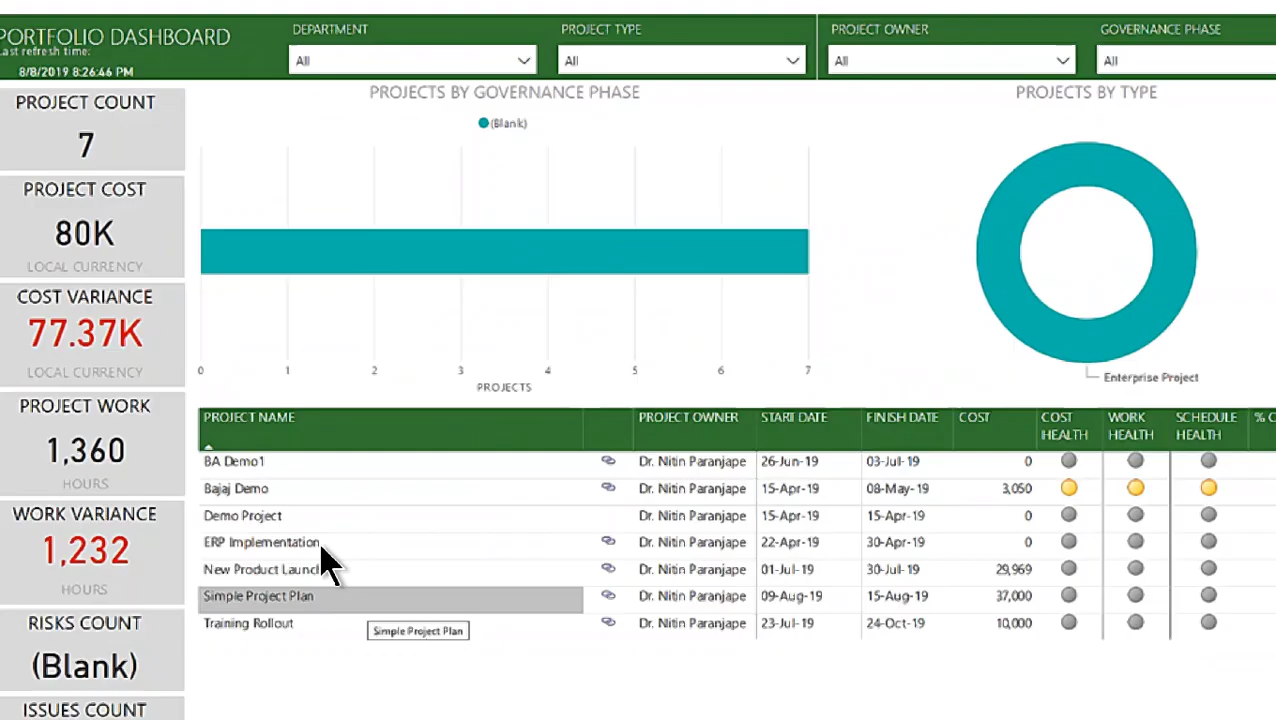 PORTFOLIO DASHBOARD
Last refresh time:
8/8/2019 8:26:46 PM
DEPARTMENT
All
PROJECT TYPE
All
PROJECT OWNER
All
GOVERNANCE PHASE
All
PROJECT COUNT
7
PROJECT COST
80K
LOCAL CURRENCY
COST VARIANCE
77.37K
LOCAL CURRENCY
PROJECT WORK
1,360
HOURS
WORK VARIANCE
1,232
HOURS
RISKS COUNT
(Blank)
ISSUES COUNT
PROJECTS BY GOVERNANCE PHASE
(Blank)
0 1 2 3 4 5 6 7
PROJECTS
PROJECTS BY TYPE
Enterprise Project
PROJECT NAME PROJECT OWNER START DATE FINISH DATE COST COST HEALTH WORK HEALTH SCHEDULE HEALTH % C
BA Demo1 Dr. Nitin Paranjape 26-Jun-19 03-Jul-19 0
Bajaj Demo Dr. Nitin Paranjape 15-Apr-19 08-May-19 3,050
Demo Project Dr. Nitin Paranjape 15-Apr-19 15-Apr-19 0
ERP Implementation Dr. Nitin Paranjape 22-Apr-19 30-Apr-19 0
New Product Launch Dr. Nitin Paranjape 01-Jul-19 30-Jul-19 29,969
Simple Project Plan Dr. Nitin Paranjape 09-Aug-19 15-Aug-19 37,000
Training Rollout Dr. Nitin Paranjape 23-Jul-19 24-Oct-19 10,000
Simple Project Plan